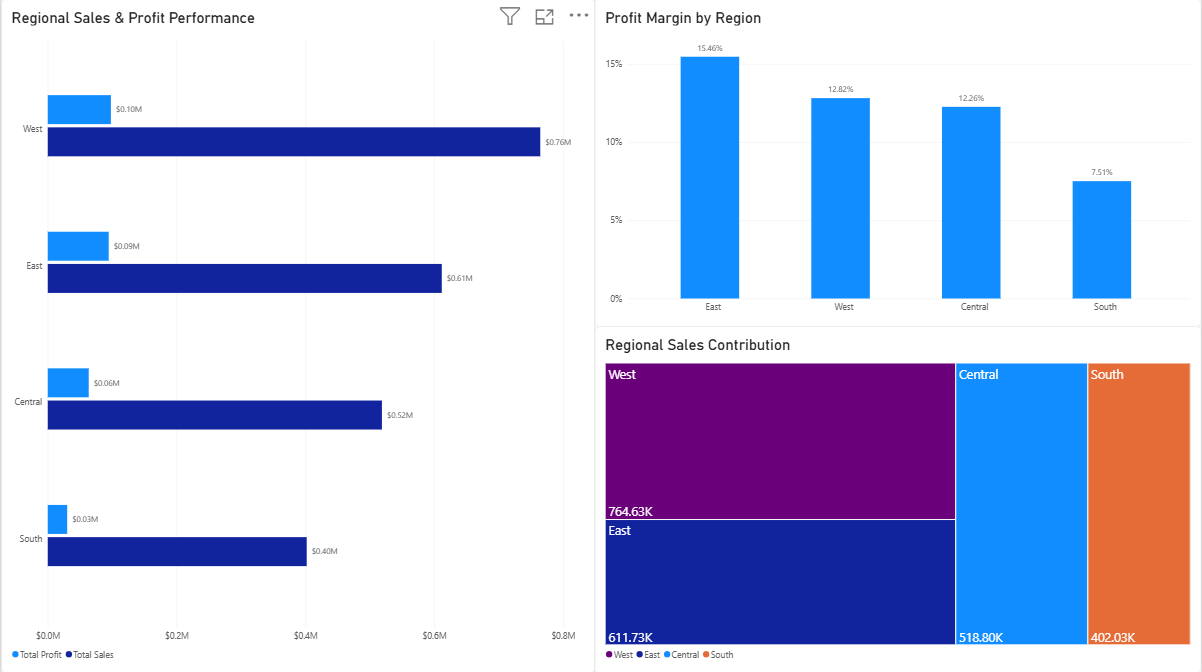 Regional Sales & Profit Performance
West
$0.10M
$0.76M
East
$0.09M
$0.61M
Central
$0.06M
$0.52M
South
$0.03M
$0.40M
$0.0M $0.2M $0.4M $0.6M $0.8M
Total Profit Total Sales
Profit Margin by Region
15%
10%
5%
0%
15.46%
12.82%
12.26%
7.51%
East West Central South
Regional Sales Contribution
West
764.63K
East
611.73K
Central
518.80K
South
402.03K
West East Central South